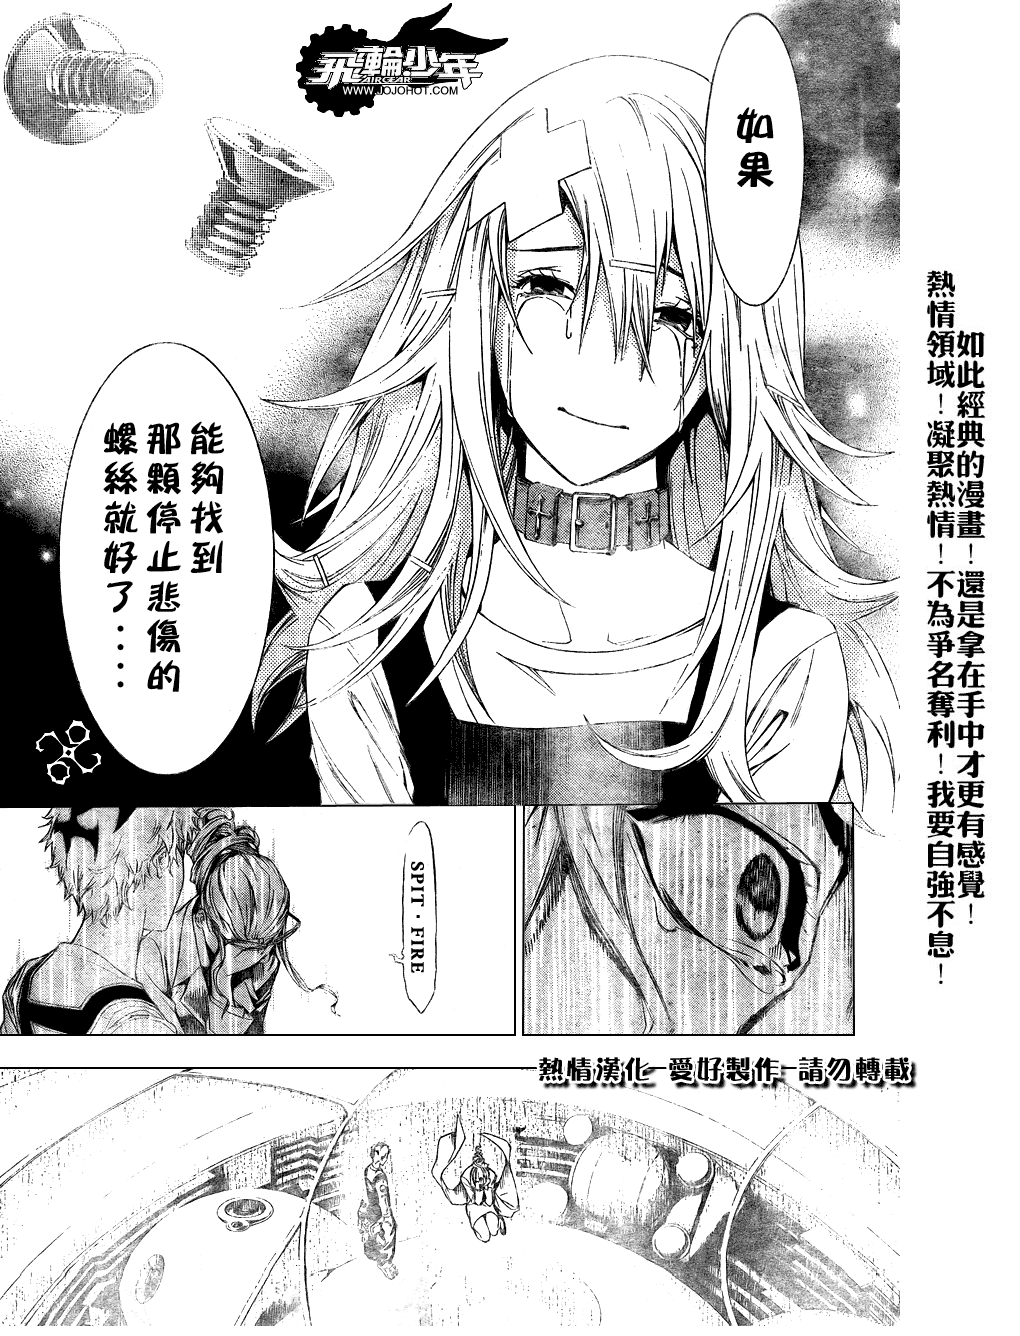 飛輪少年
AIRGEAR
WWW.JOJOHOT.COM
如果
能夠找到
那顆停止悲傷的
螺絲就好了‥‥
SPIT・FIRE
如此經典的漫畫！還是拿在手中才更有感覺！
熱情領域！凝聚熱情！不為爭名奪利！我要自強不息！
熱情漢化-愛好製作-請勿轉載